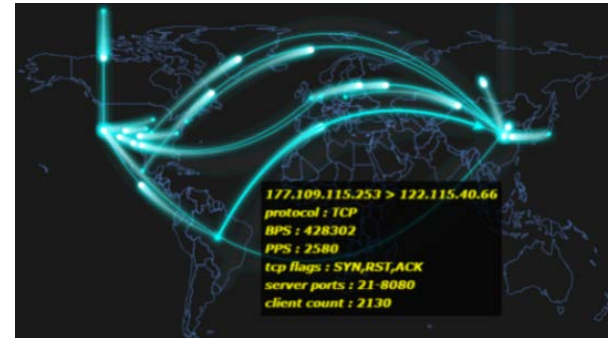 177.109.115.253 > 122.115.40.66
protocol : TCP
BPS : 428302
PPS : 2580
tcp flags : SYN,RST,ACK
server ports : 21-8080
client count : 2130